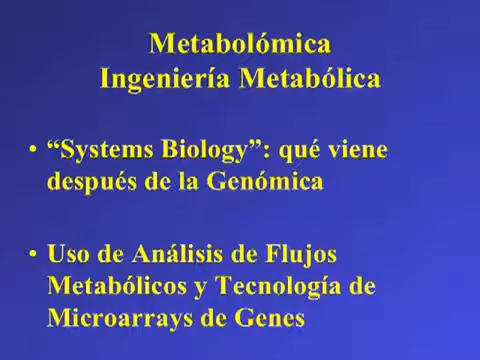 Metabolómica
Ingeniería Metabólica
• “Systems Biology”: qué viene
después de la Genómica
• Uso de Análisis de Flujos
Metabólicos y Tecnología de
Microarrays de Genes